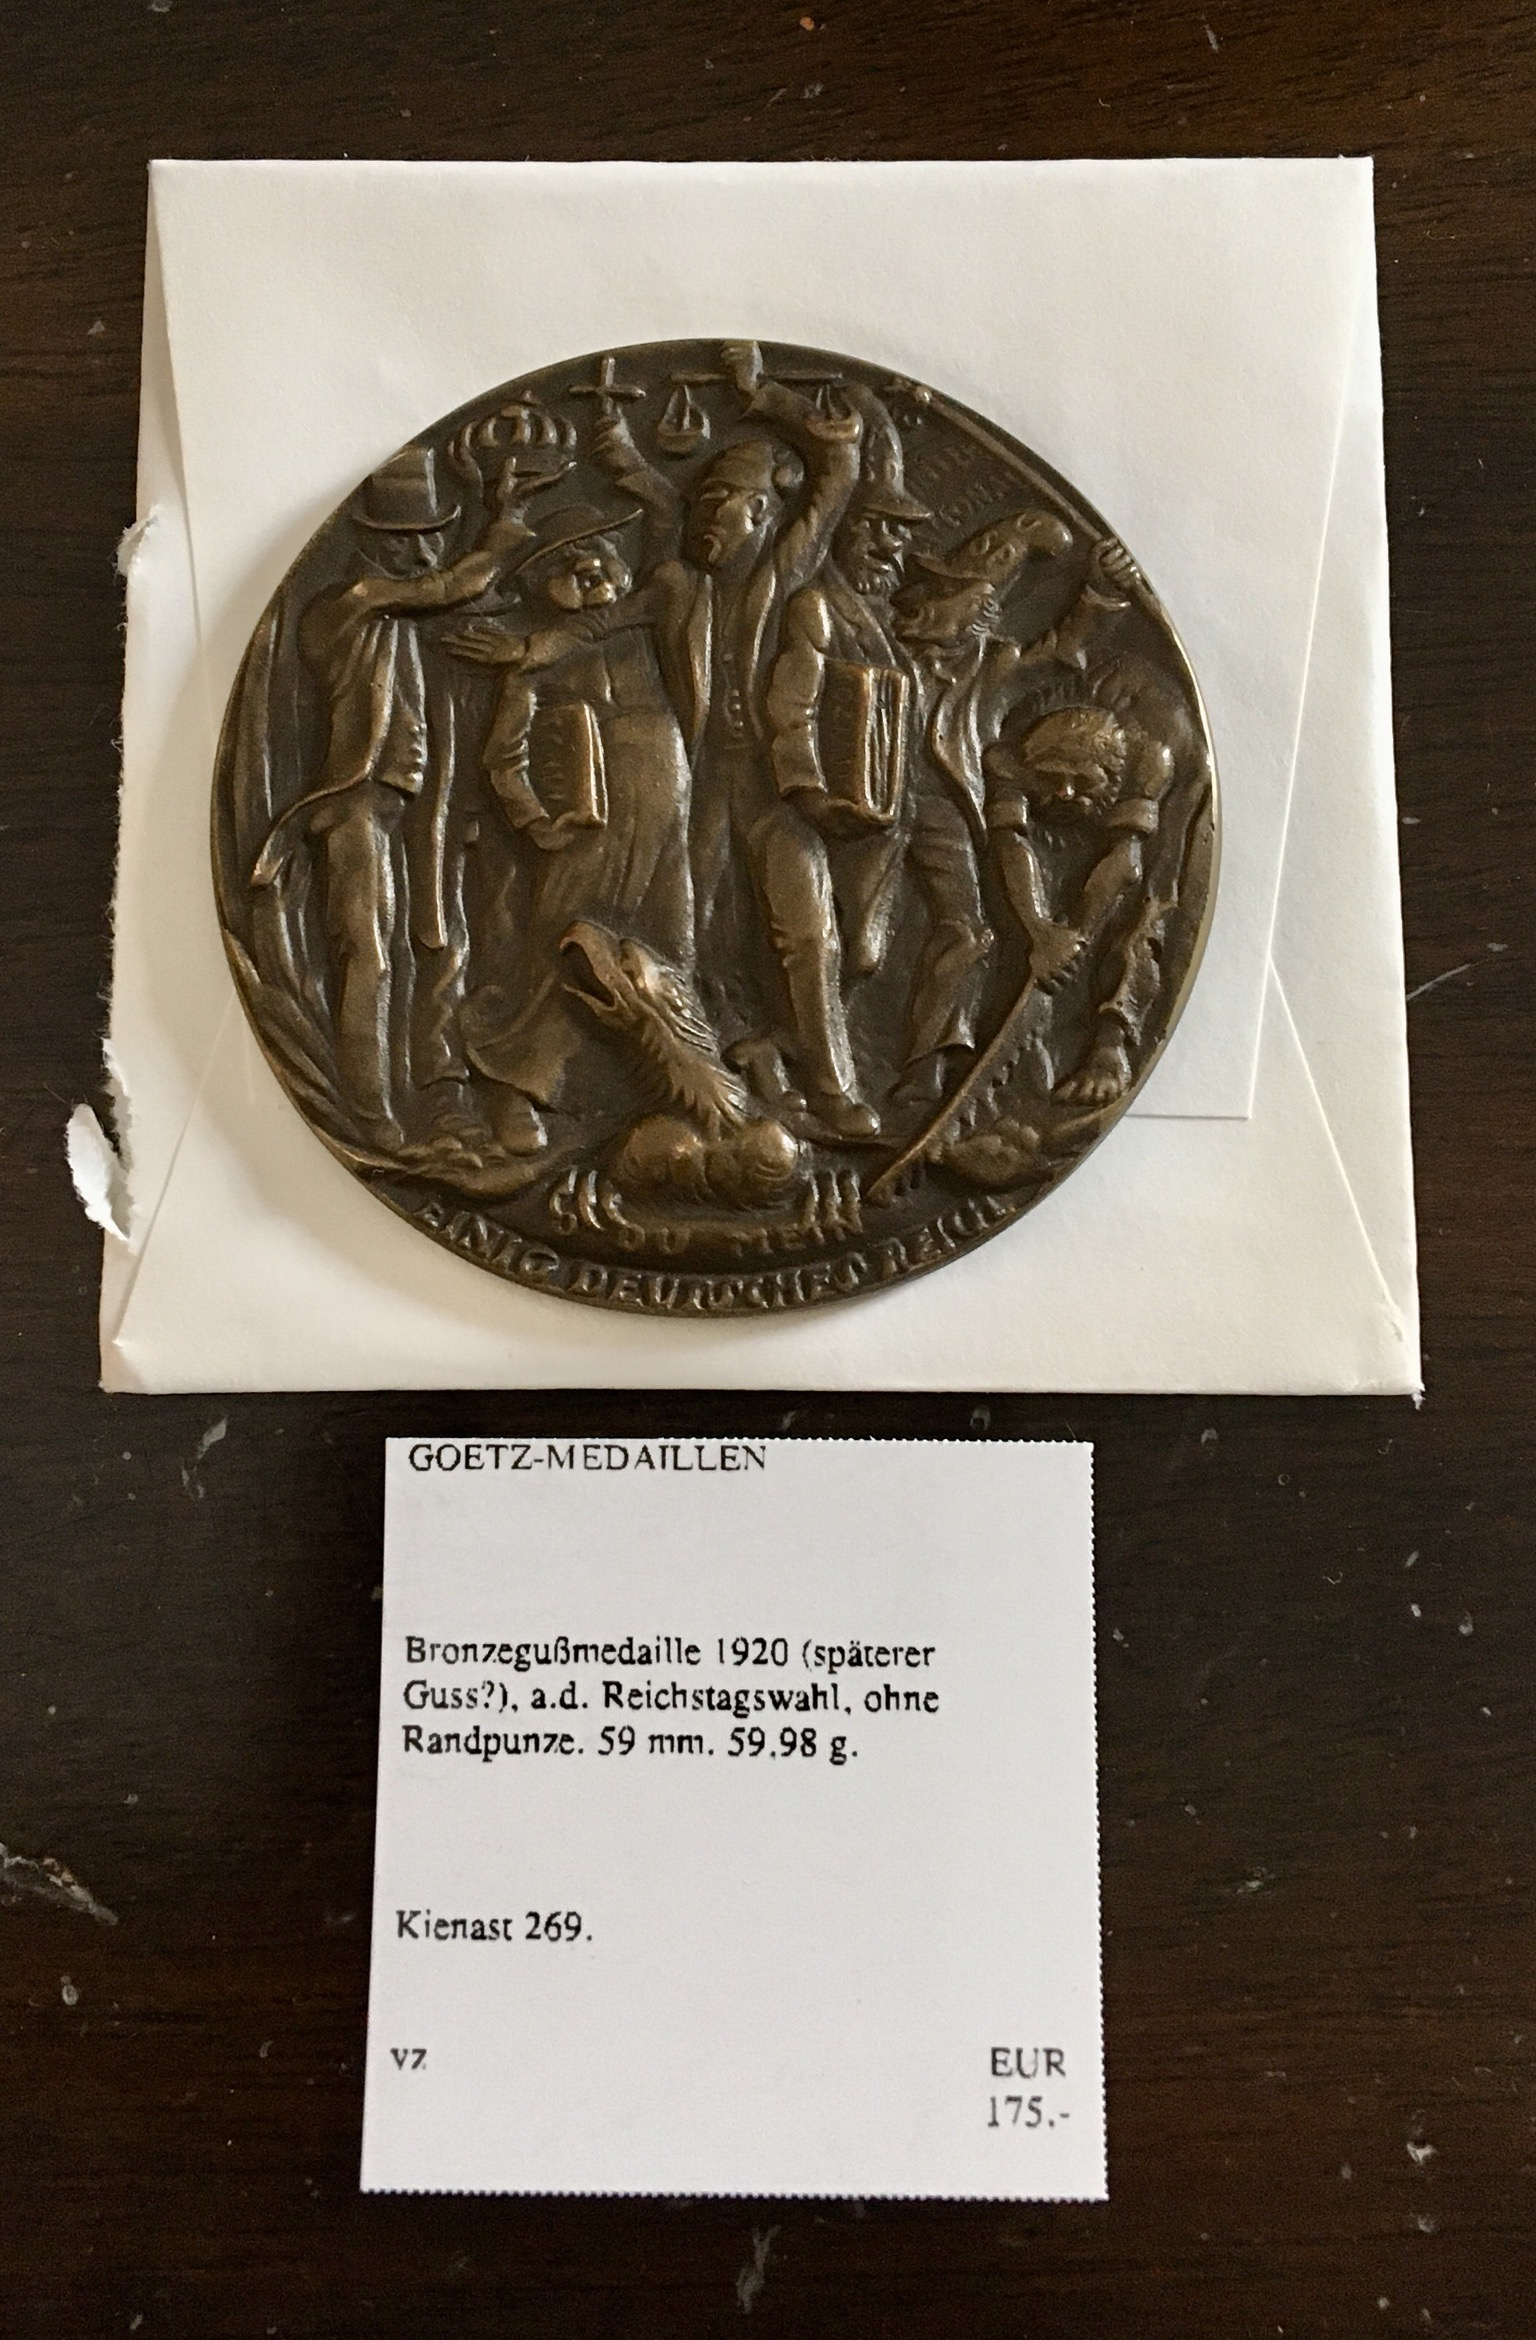 DU MEIN
EINIG DEUTSCHES REICH
GOETZ-MEDAILLEN
Bronzegußmedaille 1920 (späterer
Guss?), a.d. Reichstagswahl, ohne
Randpunze. 59 mm. 59.98 g.
Kienast 269.
vz
EUR
175.-